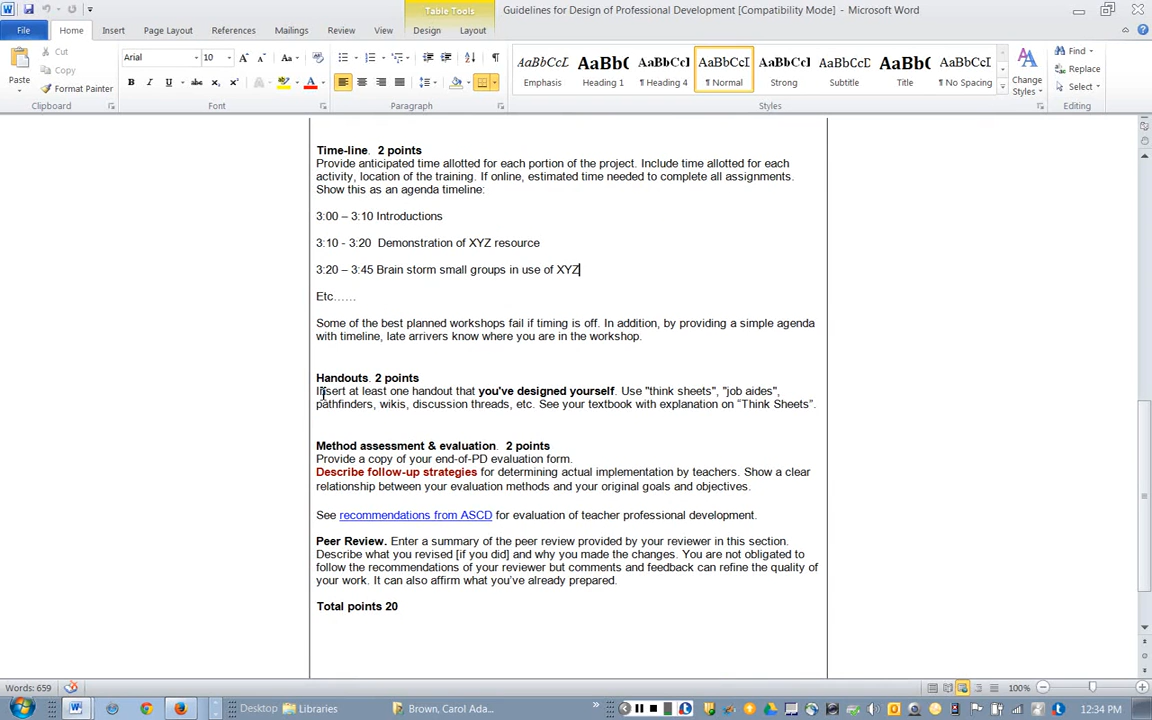 Table Tools
Guidelines for Design of Professional Development [Compatibility Mode] - Microsoft Word
File Home Insert Page Layout References Mailings Review View Design Layout
Cut
Copy
Format Painter
Paste
Clipboard
Arial 10
Font
Paragraph
AaBbCcI AaBbC AaBbCcI AaBbCcI AaBbCcI AaBbCcI AaBbC AaBbCcI
Emphasis Heading 1 ¶ Heading 4 ¶ Normal Strong Subtitle Title ¶ No Spacing
Change Styles
Styles
Find
Replace
Select
Editing
Time-line. 2 points
Provide anticipated time allotted for each portion of the project. Include time allotted for each
activity, location of the training. If online, estimated time needed to complete all assignments.
Show this as an agenda timeline:
3:00 – 3:10 Introductions
3:10 - 3:20 Demonstration of XYZ resource
3:20 – 3:45 Brain storm small groups in use of XYZ
Etc……
Some of the best planned workshops fail if timing is off. In addition, by providing a simple agenda
with timeline, late arrivers know where you are in the workshop.
Handouts. 2 points
Insert at least one handout that you've designed yourself. Use "think sheets", "job aides",
pathfinders, wikis, discussion threads, etc. See your textbook with explanation on “Think Sheets”.
Method assessment & evaluation. 2 points
Provide a copy of your end-of-PD evaluation form.
Describe follow-up strategies for determining actual implementation by teachers. Show a clear
relationship between your evaluation methods and your original goals and objectives.
See recommendations from ASCD for evaluation of teacher professional development.
Peer Review. Enter a summary of the peer review provided by your reviewer in this section.
Describe what you revised [if you did] and why you made the changes. You are not obligated to
follow the recommendations of your reviewer but comments and feedback can refine the quality of
your work. It can also affirm what you’ve already prepared.
Total points 20
Words: 659
100%
Desktop Libraries Brown, Carol Ada...
12:34 PM